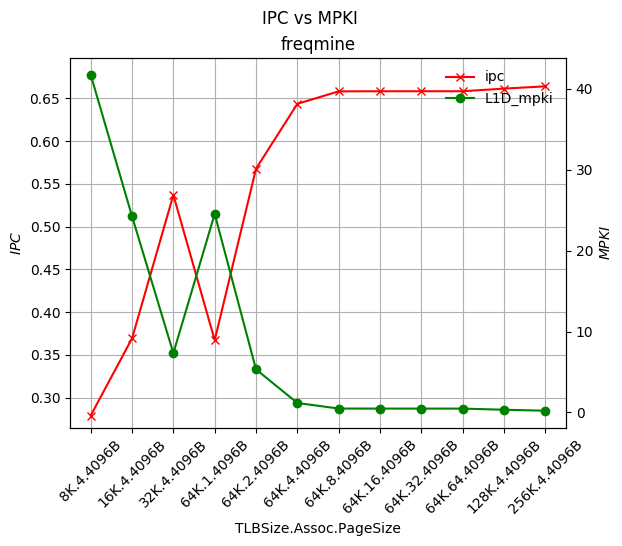 IPC vs MPKI
freqmine
ipc
L1D_mpki
0.65
0.60
0.55
0.50
0.45
0.40
0.35
0.30
IPC
40
30
20
10
0
MPKI
8K.4.4096B
16K.4.4096B
32K.4.4096B
64K.1.4096B
64K.2.4096B
64K.4.4096B
64K.8.4096B
64K.16.4096B
64K.32.4096B
64K.64.4096B
128K.4.4096B
256K.4.4096B
TLBSize.Assoc.PageSize